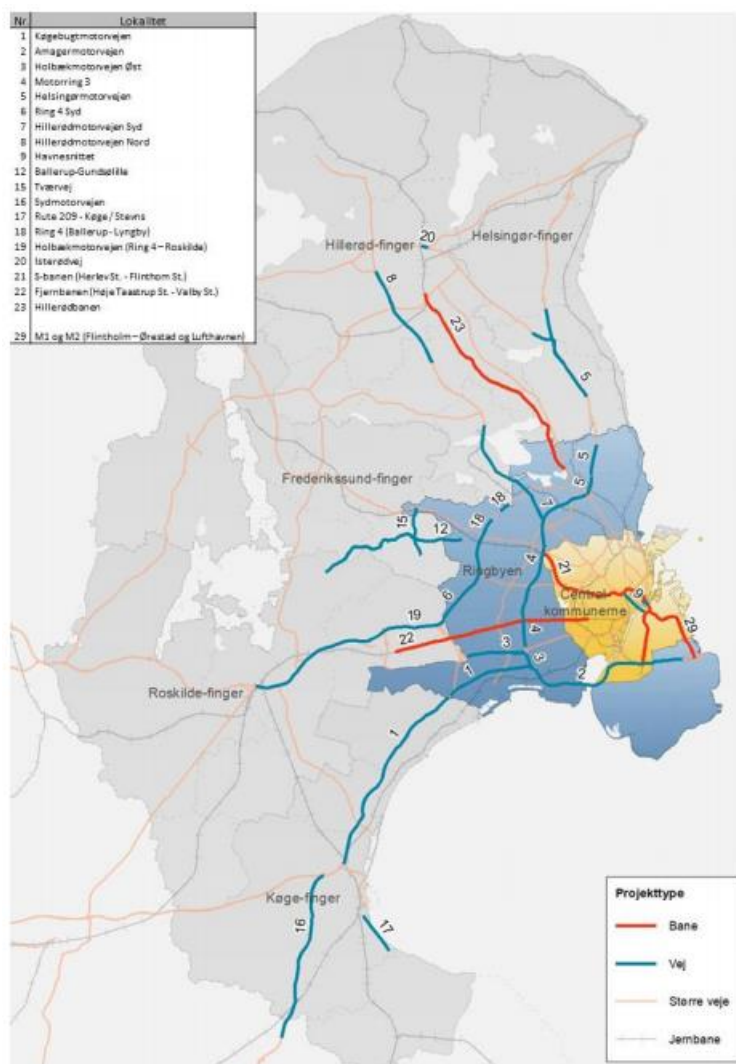 Nr. Lokalitet
1 Køgebugtmotorvejen
2 Amagermotorvejen
3 Holbækmotorvejen Øst
4 Motorring 3
5 Helsingørmotorvejen
6 Ring 4 Syd
7 Hillerødmotorvejen Syd
8 Hillerødmotorvejen Nord
9 Havnesnittet
12 Ballerup-Gundsølille
15 Tværvej
16 Sydmotorvejen
17 Rute 209 - Køge / Stevns
18 Ring 4 (Ballerup - Lyngby)
19 Holbækmotorvejen (Ring 4 – Roskilde)
20 Isterødvej
21 S-banen (Herlev St. - Flinthom St.)
22 Fjernbanen (Høje Taastrup St. - Valby St.)
23 Hillerødbanen
29 M1 og M2 (Flintholm – Ørestad og Lufthavnen)
20
Hillerød-finger
Helsingør-finger
8
23
5
5
5
Frederikssund-finger
18
18
7
15
12
4
21
Ringbyen
6
Central-
kommunerne
9
19
22
4
29
3
3
1
2
Roskilde-finger
1
Køge-finger
16
17
Projekttype
Bane
Vej
Større veje
Jernbane